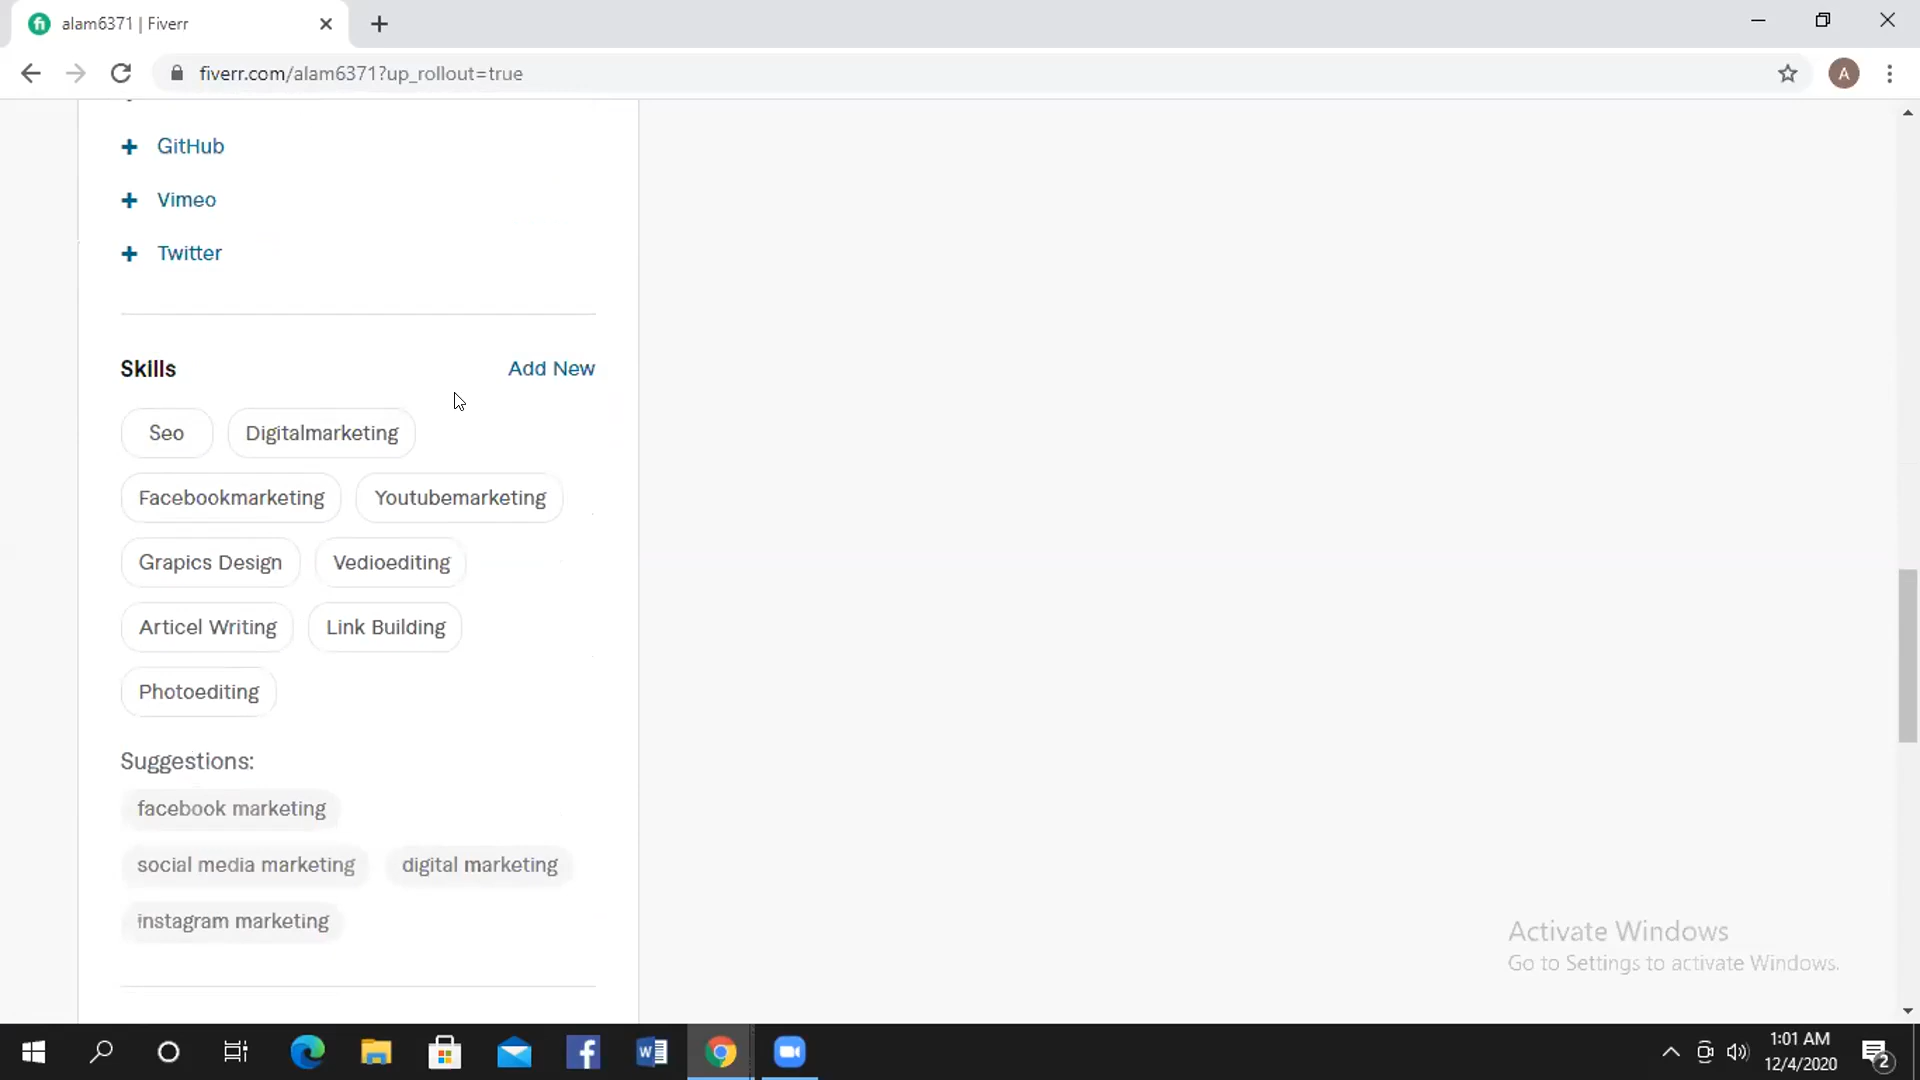 alam6371 | Fiverr
fiverr.com/alam6371?up_rollout=true
A
GitHub
Vimeo
Twitter
Skills
Add New
Seo
Digitalmarketing
Facebookmarketing
Youtubemarketing
Grapics Design
Vedioediting
Articel Writing
Link Building
Photoediting
Suggestions:
facebook marketing
social media marketing
digital marketing
instagram marketing
Activate Windows
Go to Settings to activate Windows.
1:01 AM
12/4/2020
2